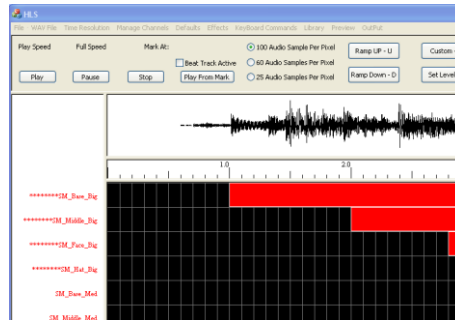 HLS
File WAV File Time Resolution Manage Channels Defaults Effects KeyBoard Commands Library Preview OutPut
Play Speed Full Speed Mark At:
100 Audio Sample Per Pixel Ramp UP - U Custom
Beat Track Active 60 Audio Samples Per Pixel
Play Pause Stop Play From Mark 25 Audio Samples Per Pixel Ramp Down - D Set Level
1.0 2.0
********SM_Base_Big
********SM_Middle_Big
********SM_Face_Big
********SM_Hat_Big
SM_Base_Med
SM_Middle_Med